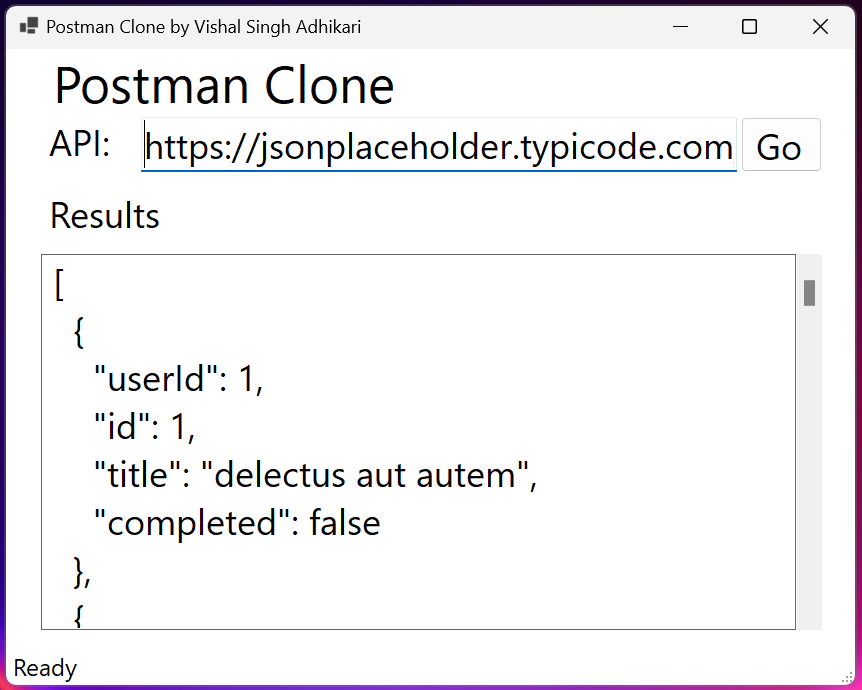 Postman Clone by Vishal Singh Adhikari
Postman Clone
API: https://jsonplaceholder.typicode.com Go
Results
[
{
"userId": 1,
"id": 1,
"title": "delectus aut autem",
"completed": false
},
{
Ready